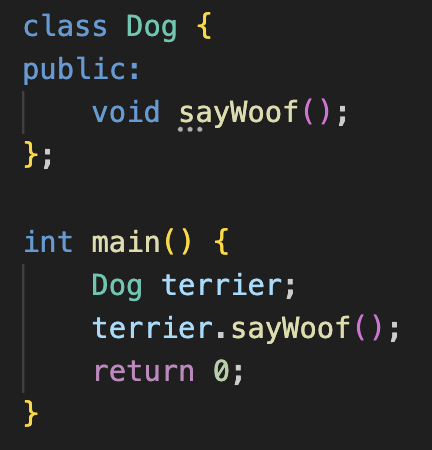 class Dog {
public:
    void sayWoof();
};

int main() {
    Dog terrier;
    terrier.sayWoof();
    return 0;
}